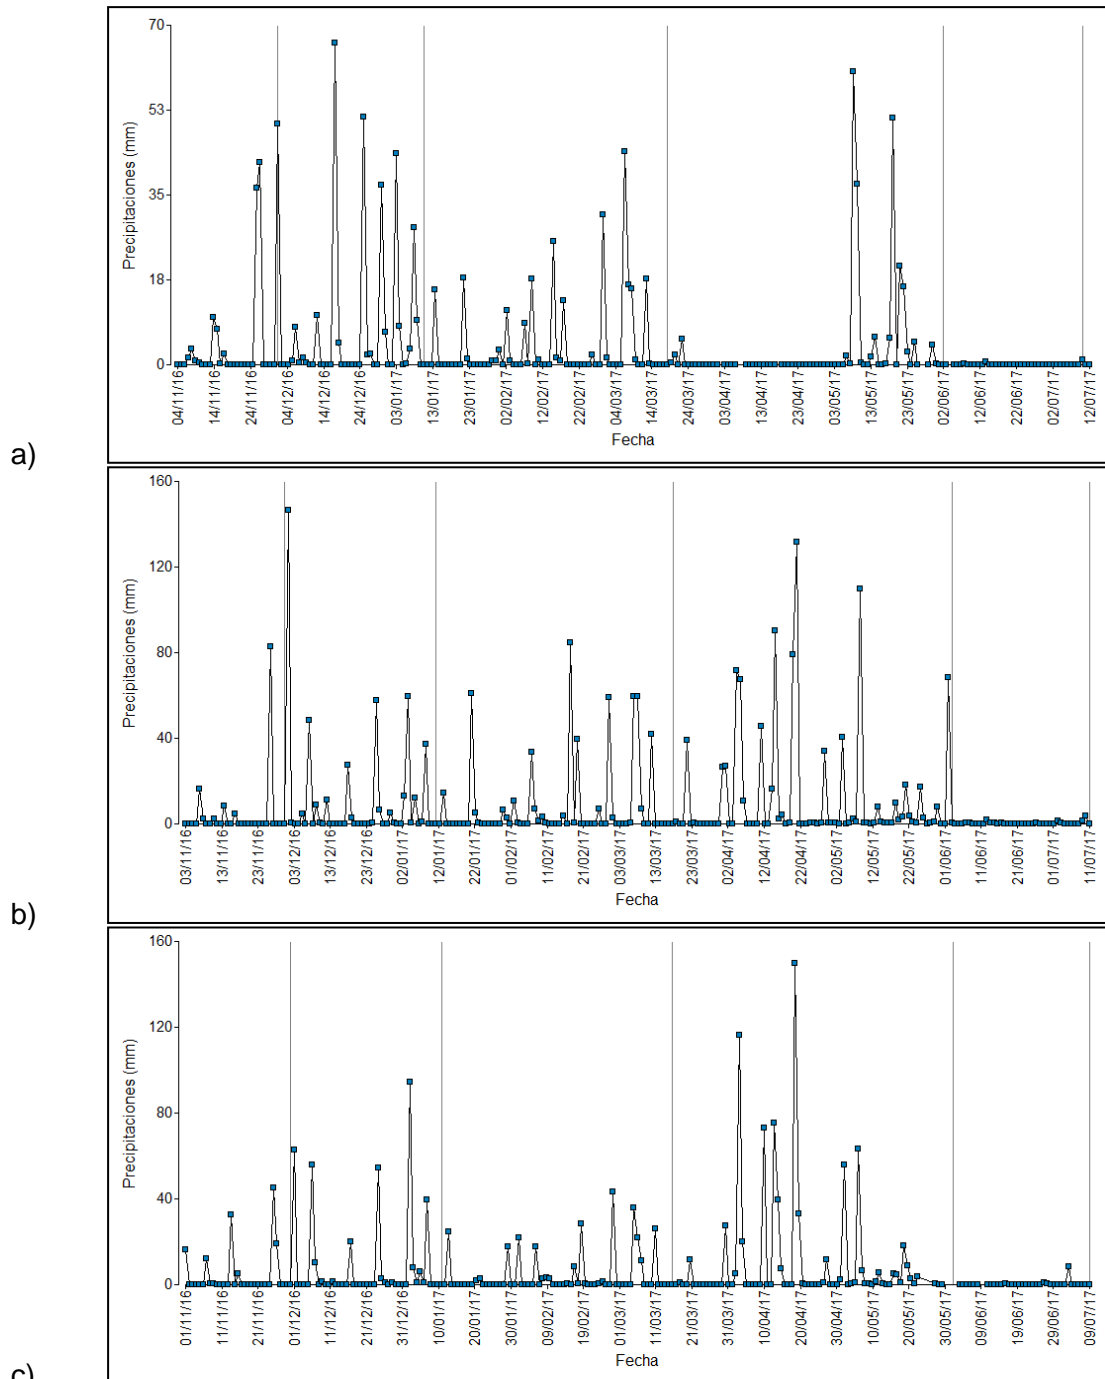 70
53
35
18
0
Precipitaciones (mm)
04/11/16 14/11/16 24/11/16 04/12/16 14/12/16 24/12/16 03/01/17 13/01/17 23/01/17 02/02/17 12/02/17 22/02/17 04/03/17 14/03/17 24/03/17 03/04/17 13/04/17 23/04/17 03/05/17 13/05/17 23/05/17 02/06/17 12/06/17 22/06/17 02/07/17 12/07/17
Fecha
a)
160
120
80
40
0
Precipitaciones (mm)
03/11/16 13/11/16 23/11/16 03/12/16 13/12/16 23/12/16 02/01/17 12/01/17 22/01/17 01/02/17 11/02/17 21/02/17 03/03/17 13/03/17 23/03/17 02/04/17 12/04/17 22/04/17 02/05/17 12/05/17 22/05/17 01/06/17 11/06/17 21/06/17 01/07/17 11/07/17
Fecha
b)
160
120
80
40
0
Precipitaciones (mm)
01/11/16 11/11/16 21/11/16 01/12/16 11/12/16 21/12/16 31/12/16 10/01/17 20/01/17 30/01/17 09/02/17 19/02/17 01/03/17 11/03/17 21/03/17 31/03/17 10/04/17 20/04/17 30/04/17 10/05/17 20/05/17 30/05/17 09/06/17 19/06/17 29/06/17 09/07/17
Fecha
c)